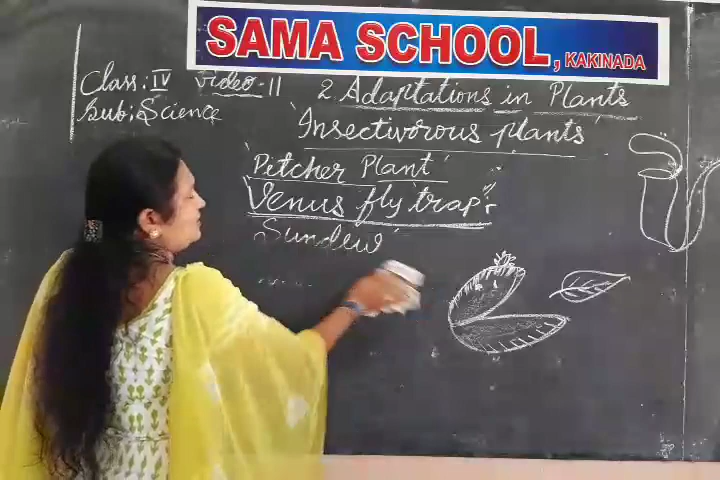 SAMA SCHOOL, KAKINADA
Class: IV Video-11
Sub: Science
2. Adaptations in Plants
'Insectivorous plants'
'Pitcher Plant'
'Venus fly trap':
'Sundew'